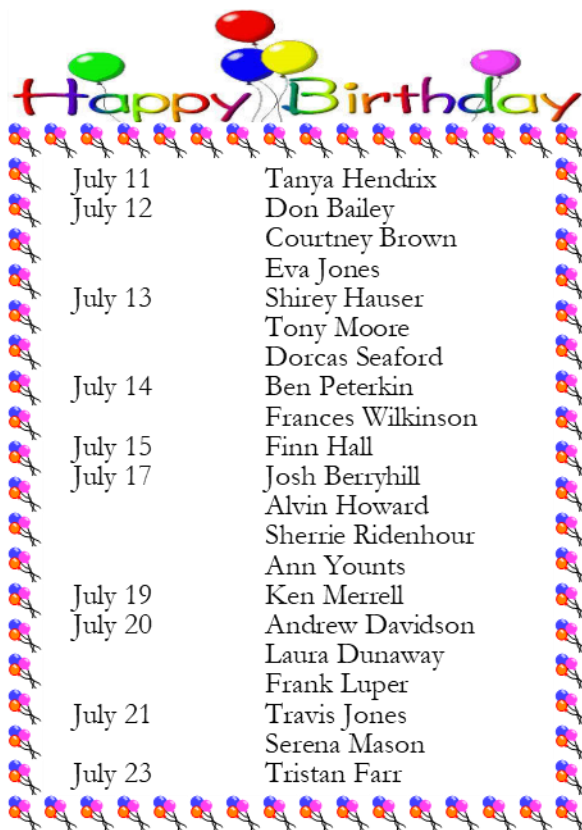 Happy Birthday
July 11 Tanya Hendrix
July 12 Don Bailey
Courtney Brown
Eva Jones
July 13 Shirey Hauser
Tony Moore
Dorcas Seaford
July 14 Ben Peterkin
Frances Wilkinson
July 15 Finn Hall
July 17 Josh Berryhill
Alvin Howard
Sherrie Ridenhour
Ann Younts
July 19 Ken Merrell
July 20 Andrew Davidson
Laura Dunaway
Frank Luper
July 21 Travis Jones
Serena Mason
July 23 Tristan Farr